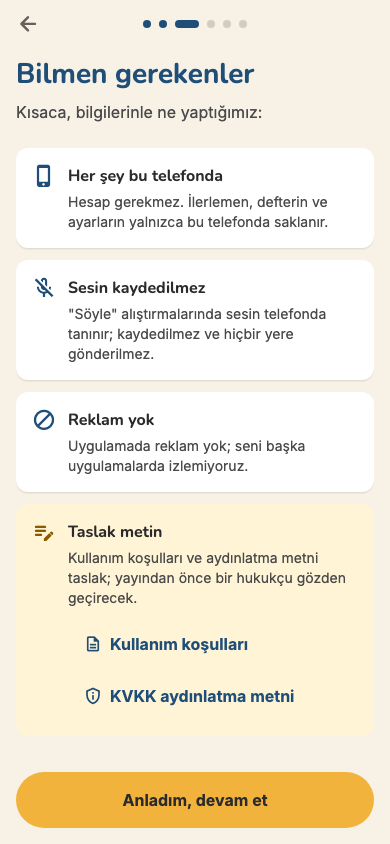 Bilmen gerekenler
Kısaca, bilgilerinle ne yaptığımız:
Her şey bu telefonda
Hesap gerekmez. İlerlemen, defterin ve
ayarların yalnızca bu telefonda saklanır.
Sesin kaydedilmez
"Söyle" alıştırmalarında sesin telefonda
tanınır; kaydedilmez ve hiçbir yere
gönderilmez.
Reklam yok
Uygulamada reklam yok; seni başka
uygulamalarda izlemiyoruz.
Taslak metin
Kullanım koşulları ve aydınlatma metni
taslak; yayından önce bir hukukçu gözden
geçirecek.
Kullanım koşulları
KVKK aydınlatma metni
Anladım, devam et